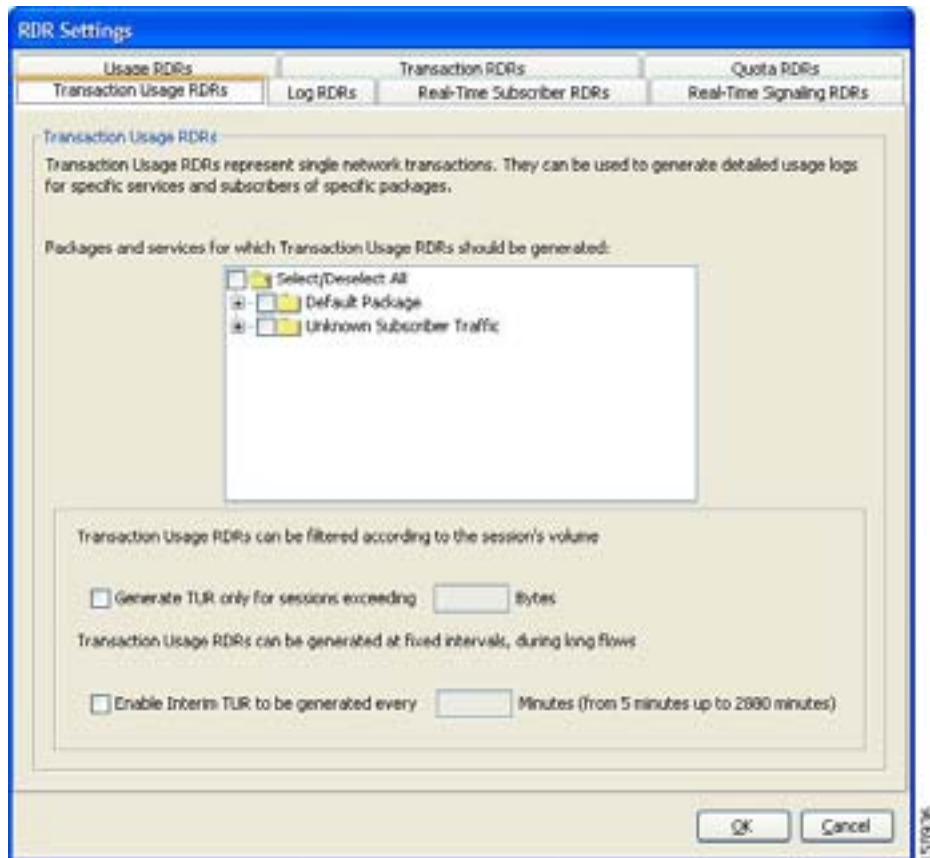 RDR Settings
Usage RDRs
Transaction RDRs
Quota RDRs
Transaction Usage RDRs
Log RDRs
Real-Time Subscriber RDRs
Real-Time Signaling RDRs
Transaction Usage RDRs
Transaction Usage RDRs represent single network transactions. They can be used to generate detailed usage logs
for specific services and subscribers of specific packages.
Packages and services for which Transaction Usage RDRs should be generated:
Select/Deselect All
Default Package
Unknown Subscriber Traffic
Transaction Usage RDRs can be filtered according to the session's volume
Generate TUR only for sessions exceeding
Bytes
Transaction Usage RDRs can be generated at fixed intervals, during long flows
Enable Interim TUR to be generated every
Minutes (from 5 minutes up to 2880 minutes)
OK
Cancel